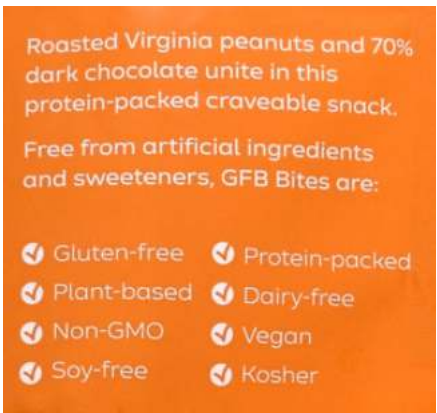 Roasted Virginia peanuts and 70%
dark chocolate unite in this
protein-packed craveable snack.
Free from artificial ingredients
and sweeteners, GFB Bites are:
Gluten-free
Plant-based
Non-GMO
Soy-free
Protein-packed
Dairy-free
Vegan
Kosher